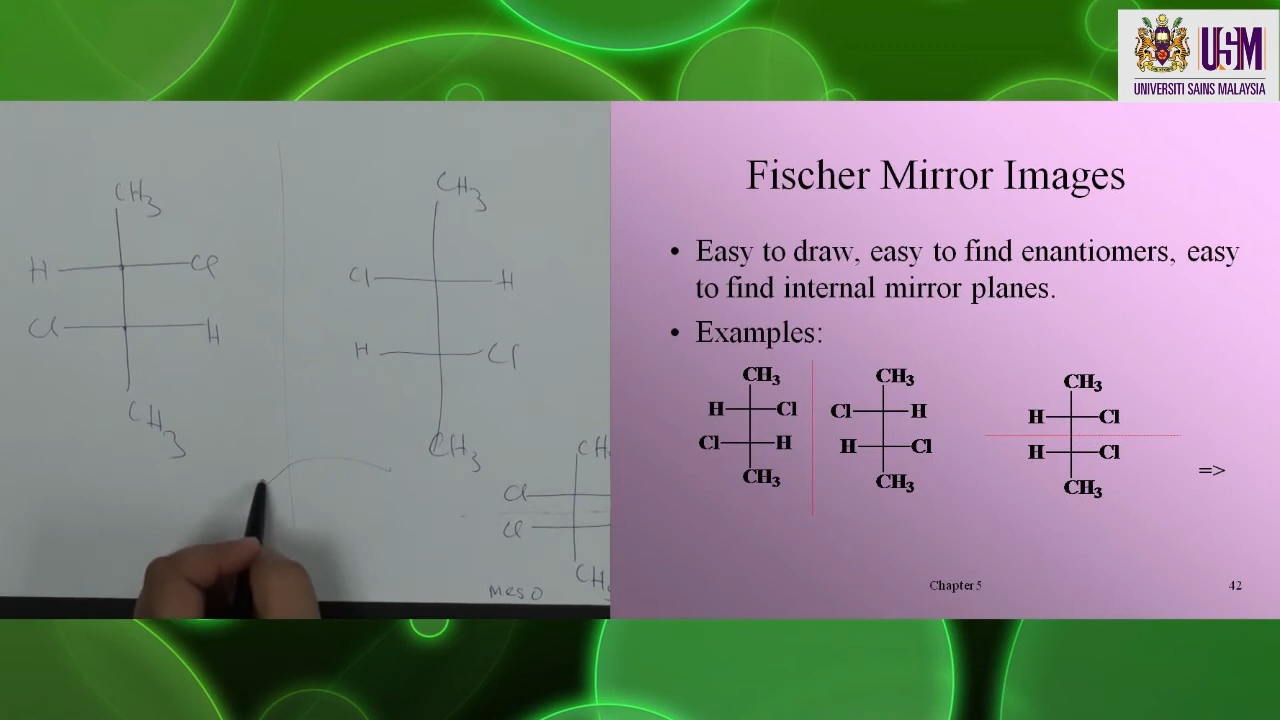 USM
UNIVERSITI SAINS MALAYSIA
CH3
H Cl
Cl H
CH3
CH3
Cl H
H Cl
CH3
CH
Cl
Cl
CH3
MESO
Fischer Mirror Images
• Easy to draw, easy to find enantiomers, easy
to find internal mirror planes.
• Examples:
CH3
H Cl
Cl H
CH3
CH3
Cl H
H Cl
CH3
CH3
H Cl
H Cl
CH3
=>
Chapter 5
42